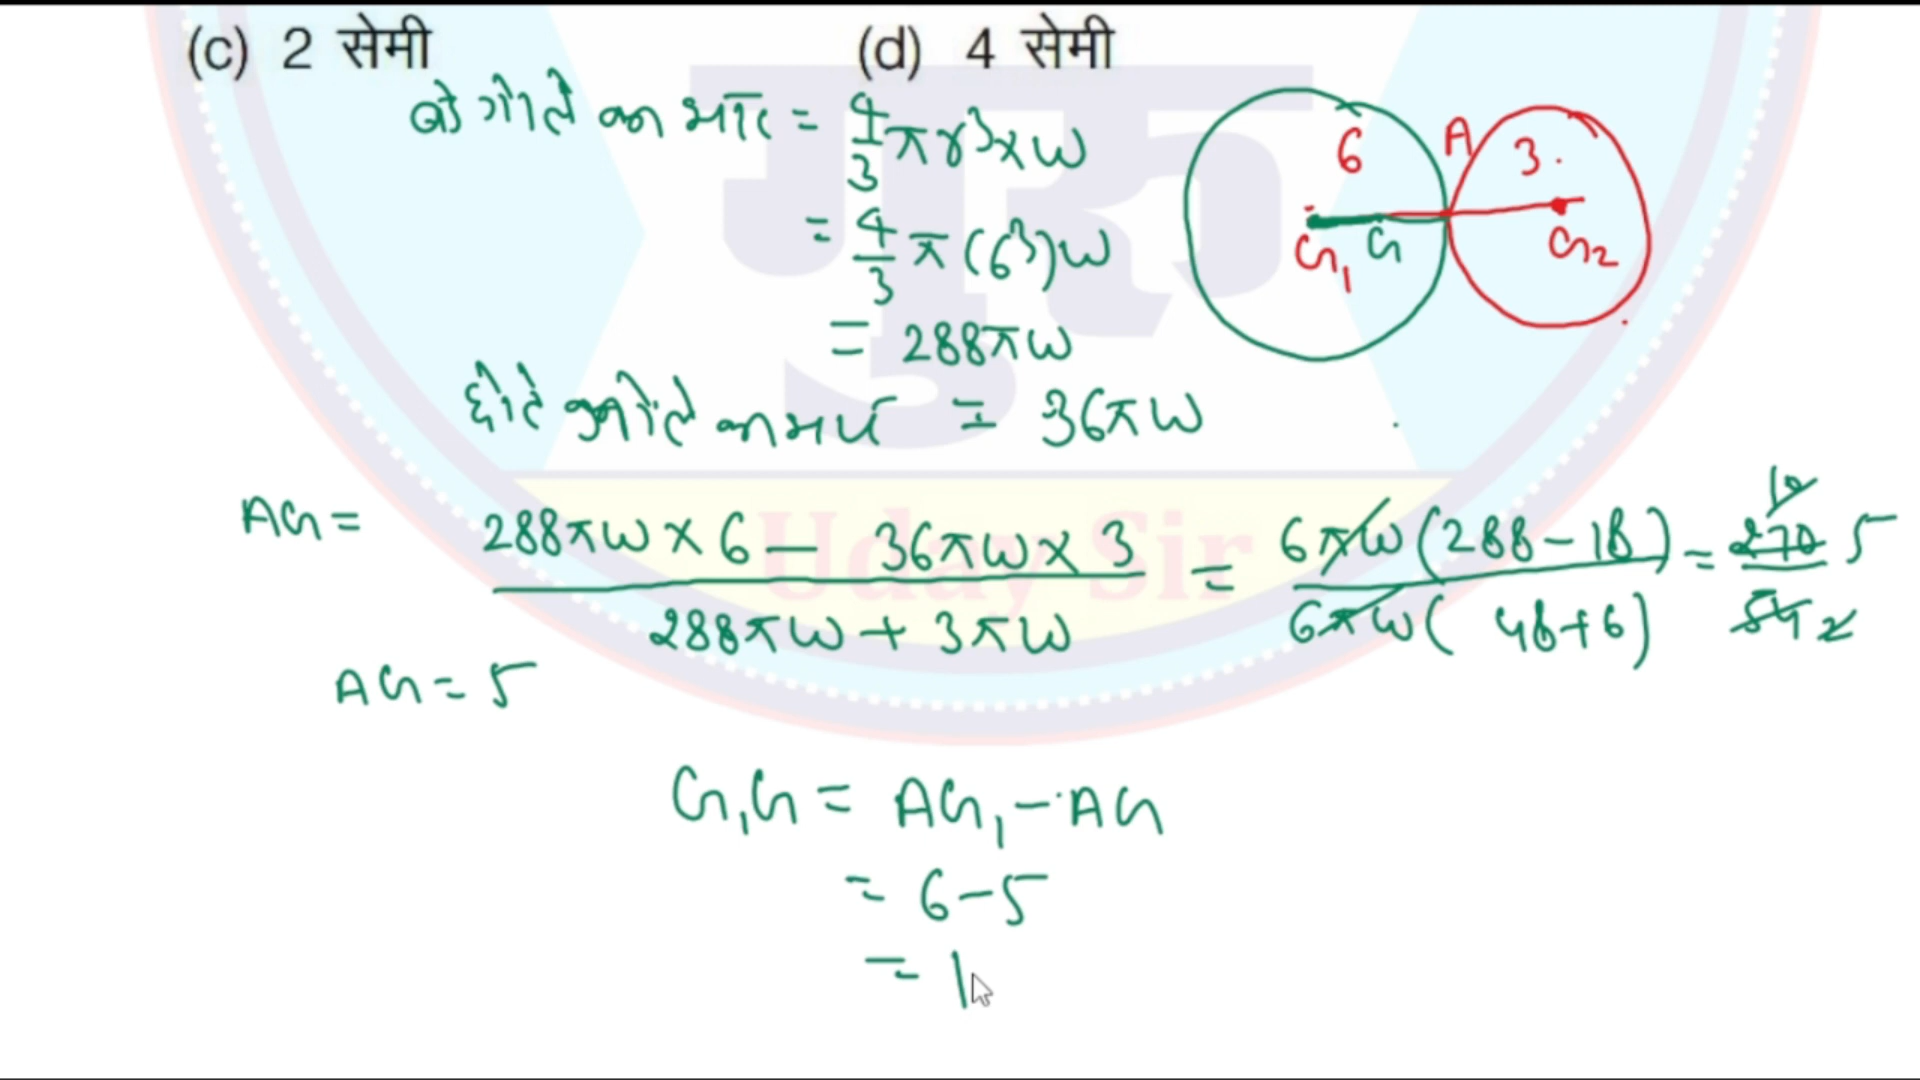 (c) 2 सेमी (d) 4 सेमी
गोले का भार = 4/3 πr³ × w
= 4/3 π (6³) w
= 288πw
छोटे गोले का भार = 36πw
6 A 3
G₁ G G₂
AG = (288πw × 6 − 36πw × 3) / (288πw + 3πw) = 6πw(288 − 18) / 6πw(48 + 6) = 270 / 54 5
AG = 5
Uday Sir
G₁G = AG₁ − AG
= 6 − 5
= 1